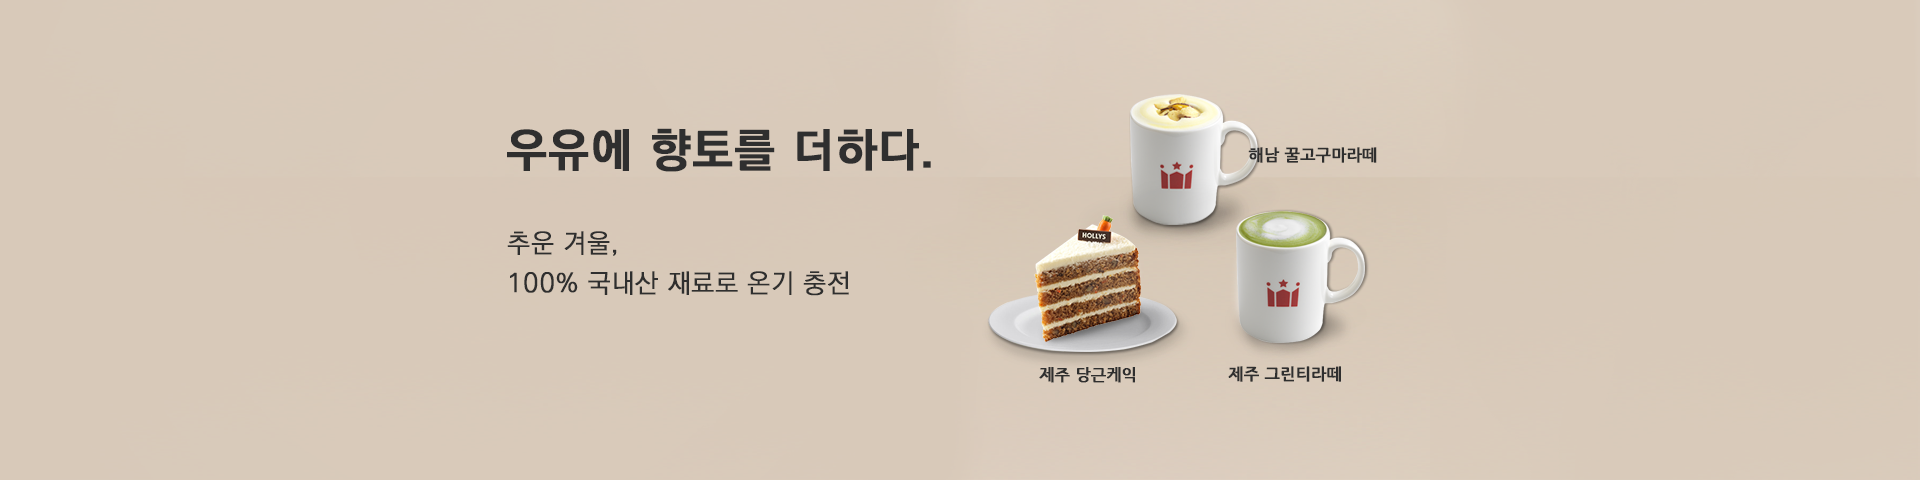 우유에 향토를 더하다.
추운 겨울,
100% 국내산 재료로 온기 충전
해남 꿀고구마라떼
HOLLYS
제주 당근케익
제주 그린티라떼